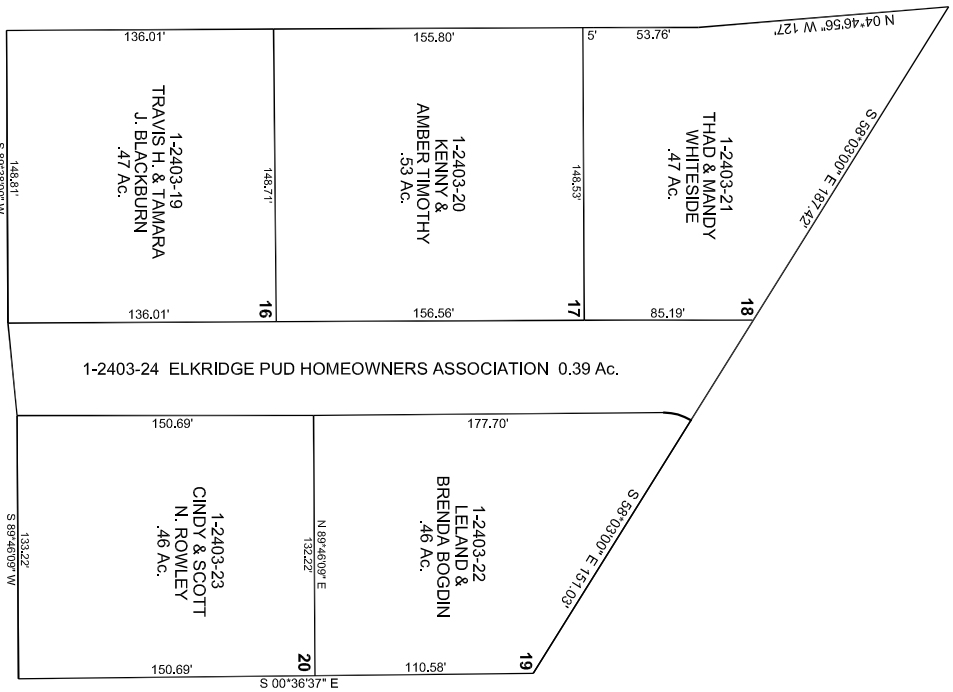 N 04°46'56" W 127'
136.01'
155.80'
5'
53.76'
S 58°03'00" E 187.42'
1-2403-19
TRAVIS H. & TAMARA
J. BLACKBURN
.47 Ac.
1-2403-20
KENNY &
AMBER TIMOTHY
.53 Ac.
1-2403-21
THAD & MANDY
WHITESIDE
.47 Ac.
148.81'
148.71'
148.53'
136.01'
16
156.56'
17
85.19'
18
1-2403-24 ELKRIDGE PUD HOMEOWNERS ASSOCIATION 0.39 Ac.
150.69'
177.70'
S 58°03'00" E 151.03'
1-2403-23
CINDY & SCOTT
N. ROWLEY
.46 Ac.
1-2403-22
LELAND &
BRENDA BOGDIN
.46 Ac.
133.22'
S 89°46'09" W
N 89°46'09" E
132.22'
150.69'
20
110.58'
19
S 00°36'37" E